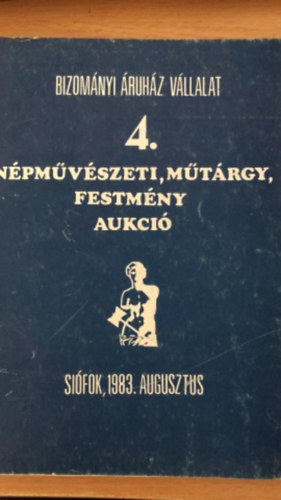 BIZOMÁNYI ÁRUHÁZ VÁLLALAT
4.
NÉPMŰVÉSZETI, MŰTÁRGY,
FESTMÉNY
AUKCIÓ
SIÓFOK, 1983. AUGUSZTUS